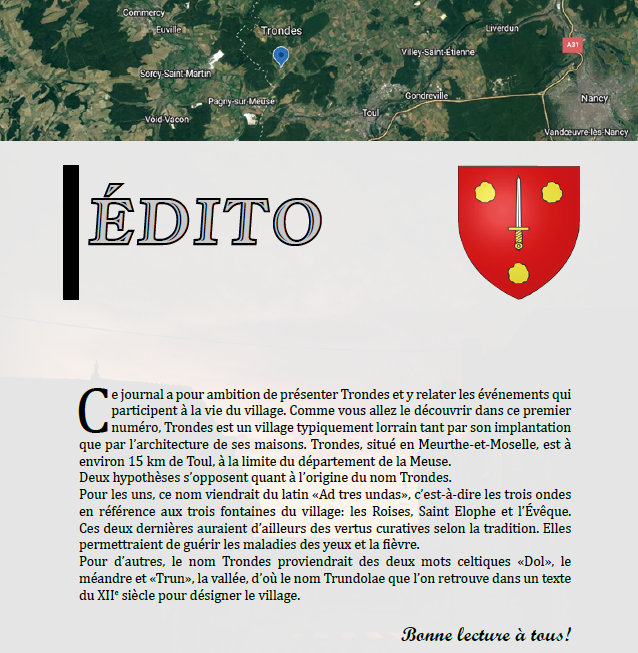 Commercy
Euville
Trondes
Liverdun
A31
Villey-Saint-Étienne
Sorcy-Saint-Martin
Gondreville
Pagny-sur-Meuse
Nancy
Toul
Void-Vacon
Vandœuvre-lès-Nancy
ÉDITO
Ce journal a pour ambition de présenter Trondes et y relater les événements qui
participent à la vie du village. Comme vous allez le découvrir dans ce premier
numéro, Trondes est un village typiquement lorrain tant par son implantation
que par l’architecture de ses maisons. Trondes, situé en Meurthe-et-Moselle, est à
environ 15 km de Toul, à la limite du département de la Meuse.
Deux hypothèses s’opposent quant à l’origine du nom Trondes.
Pour les uns, ce nom viendrait du latin «Ad tres undas», c’est-à-dire les trois ondes
en référence aux trois fontaines du village: les Roises, Saint Elophe et l’Évêque.
Ces deux dernières auraient d’ailleurs des vertus curatives selon la tradition. Elles
permettraient de guérir les maladies des yeux et la fièvre.
Pour d’autres, le nom Trondes proviendrait des deux mots celtiques «Dol», le
méandre et «Trun», la vallée, d’où le nom Trundolae que l’on retrouve dans un texte
du XIIe siècle pour désigner le village.
Bonne lecture à tous!